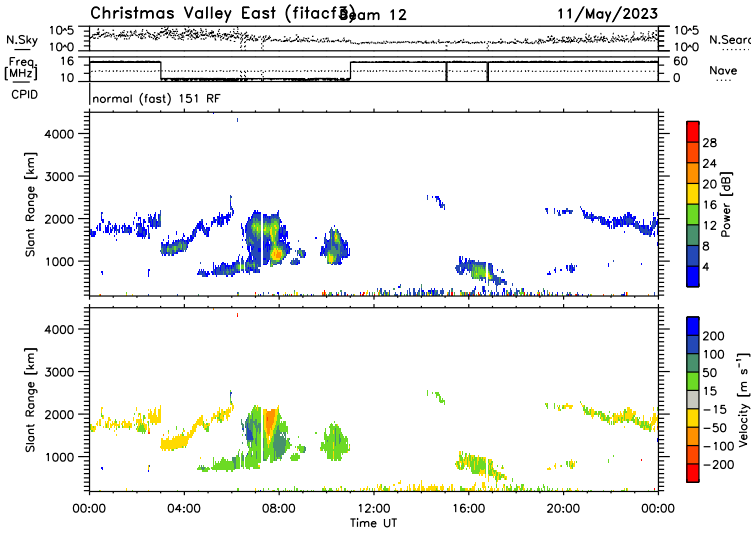 Christmas Valley East (fitacf3) Beam 12 11/May/2023
N.Sky 10^5 10^0 10^5 10^0 N.Searc
Freq. [MHz] 16 10 60 0 Nave
CPID normal (fast) 151 RF
Slant Range [km] 4000 3000 2000 1000
Power [dB] 28 24 20 16 12 8 4
Slant Range [km] 4000 3000 2000 1000
Velocity [m s⁻¹] 200 100 50 15 −15 −50 −100 −200
00:00 04:00 08:00 12:00 16:00 20:00 00:00
Time UT